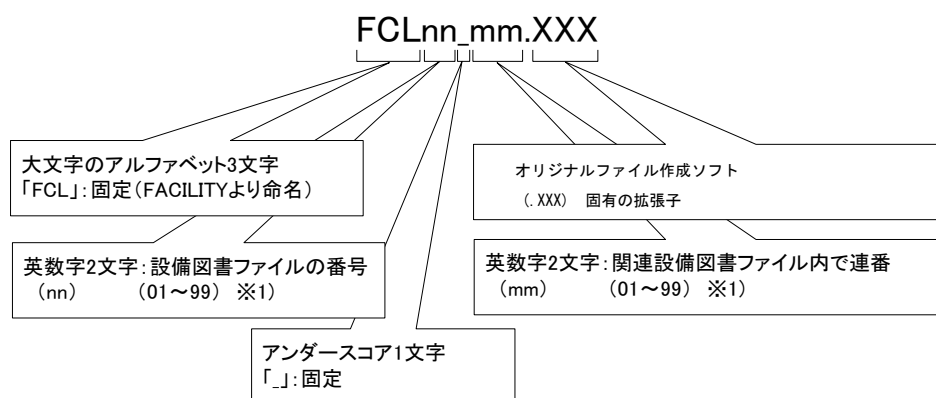 FCLnn_mm.XXX
大文字のアルファベット3文字
「FCL」:固定(FACILITYより命名)
オリジナルファイル作成ソフト
(.XXX) 固有の拡張子
英数字2文字:設備図書ファイルの番号
(nn) (01~99) ※1)
英数字2文字:関連設備図書ファイル内で連番
(mm) (01~99) ※1)
アンダースコア1文字
「_」:固定